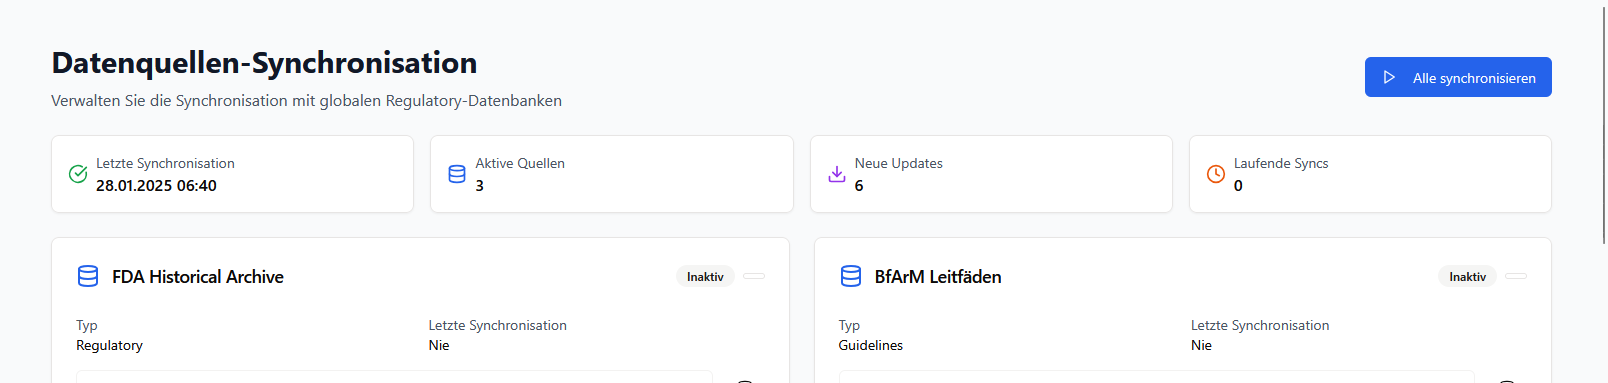 Datenquellen-Synchronisation
Verwalten Sie die Synchronisation mit globalen Regulatory-Datenbanken
Alle synchronisieren
Letzte Synchronisation
28.01.2025 06:40
Aktive Quellen
3
Neue Updates
6
Laufende Syncs
0
FDA Historical Archive
Inaktiv
Typ
Letzte Synchronisation
Regulatory
Nie
BfArM Leitfäden
Inaktiv
Typ
Letzte Synchronisation
Guidelines
Nie